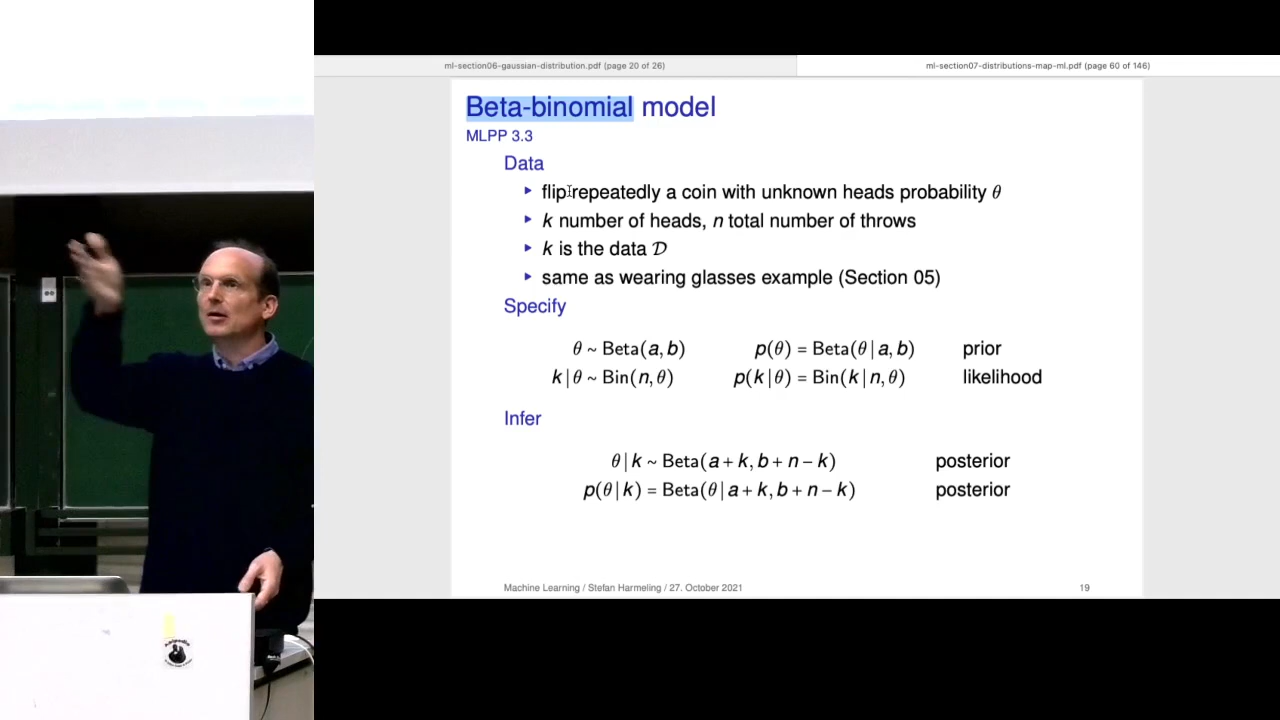 ml-section06-gaussian-distribution.pdf (page 20 of 26)
ml-section07-distributions-map-ml.pdf (page 60 of 146)
Beta-binomial model
MLPP 3.3
Data
▸ flip repeatedly a coin with unknown heads probability θ
▸ k number of heads, n total number of throws
▸ k is the data 𝒟
▸ same as wearing glasses example (Section 05)
Specify
θ ~ Beta(a, b) p(θ) = Beta(θ | a, b) prior
k | θ ~ Bin(n, θ) p(k | θ) = Bin(k | n, θ) likelihood
Infer
θ | k ~ Beta(a + k, b + n − k) posterior
p(θ | k) = Beta(θ | a + k, b + n − k) posterior
Machine Learning / Stefan Harmeling / 27. October 2021 19